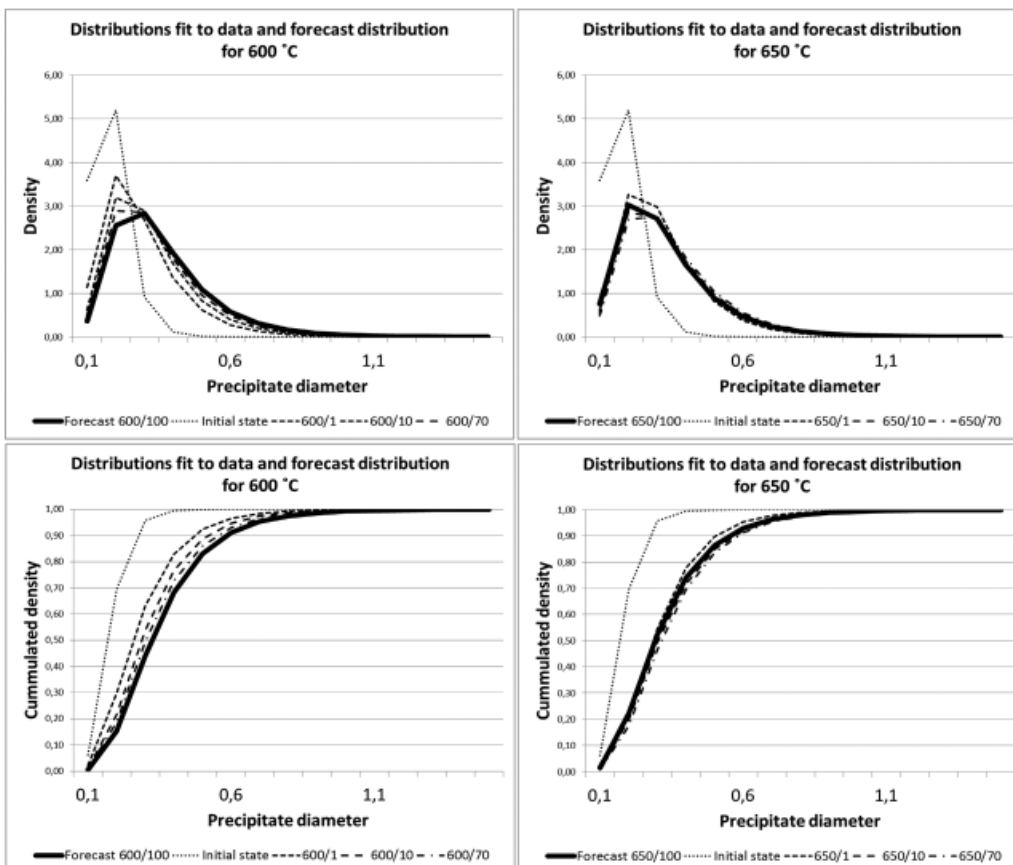 Distributions fit to data and forecast distribution
for 600 ˚C
6,00
5,00
4,00
3,00
2,00
1,00
0,00
Density
0,1 0,6 1,1
Precipitate diameter
Forecast 600/100 Initial state 600/1 600/10 600/70
Distributions fit to data and forecast distribution
for 650 ˚C
6,00
5,00
4,00
3,00
2,00
1,00
0,00
Density
0,1 0,6 1,1
Precipitate diameter
Forecast 650/100 Initial state 650/1 650/10 650/70
Distributions fit to data and forecast distribution
for 600 ˚C
1,00
0,90
0,80
0,70
0,60
0,50
0,40
0,30
0,20
0,10
0,00
Cummulated density
0,1 0,6 1,1
Precipitate diameter
Forecast 600/100 Initial state 600/1 600/10 600/70
Distributions fit to data and forecast distribution
for 650 ˚C
1,00
0,90
0,80
0,70
0,60
0,50
0,40
0,30
0,20
0,10
0,00
Cummulated density
0,1 0,6 1,1
Precipitate diameter
Forecast 650/100 Initial state 650/1 650/10 650/70